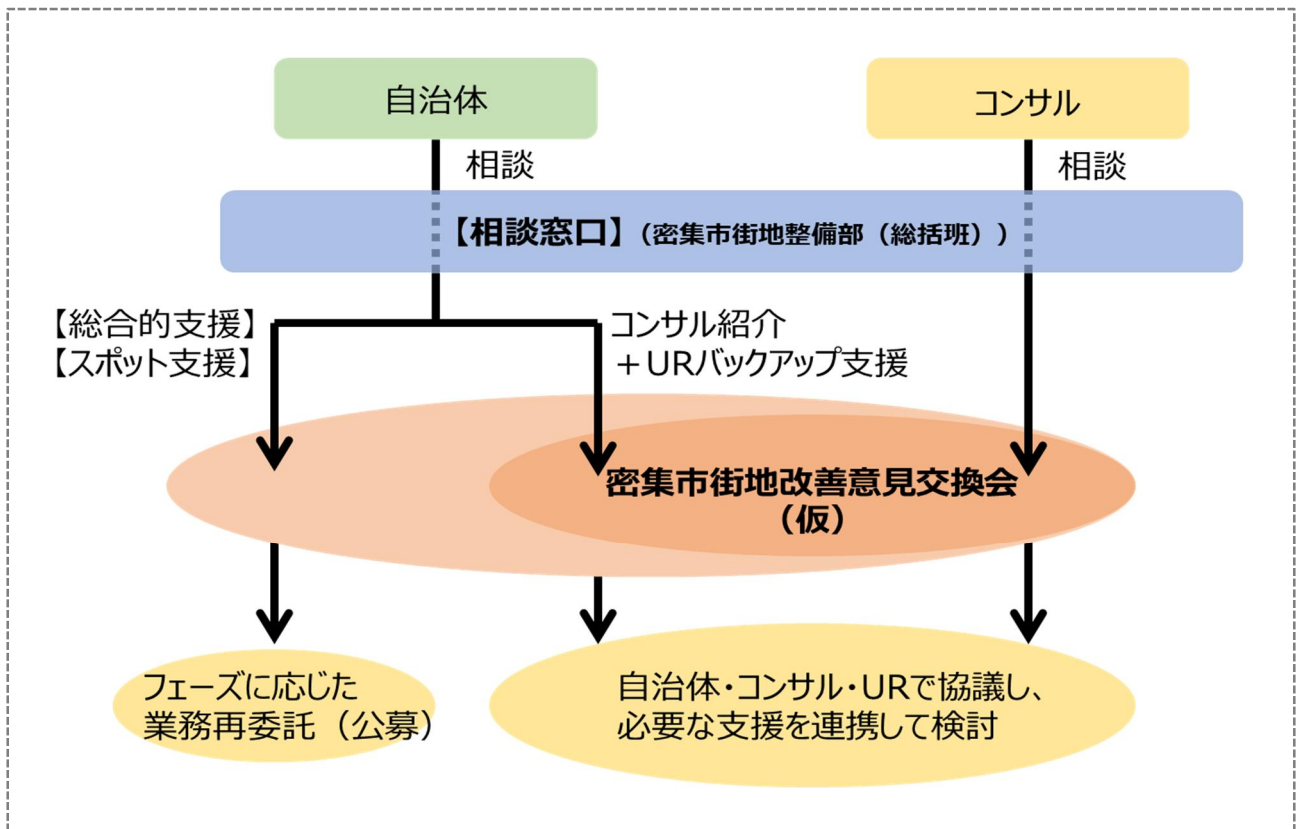 自治体
コンサル
相談
相談
【相談窓口】（密集市街地整備部（総括班））
【総合的支援】
【スポット支援】
コンサル紹介
＋URバックアップ支援
密集市街地改善意見交換会
（仮）
フェーズに応じた
業務再委託（公募）
自治体・コンサル・URで協議し、
必要な支援を連携して検討